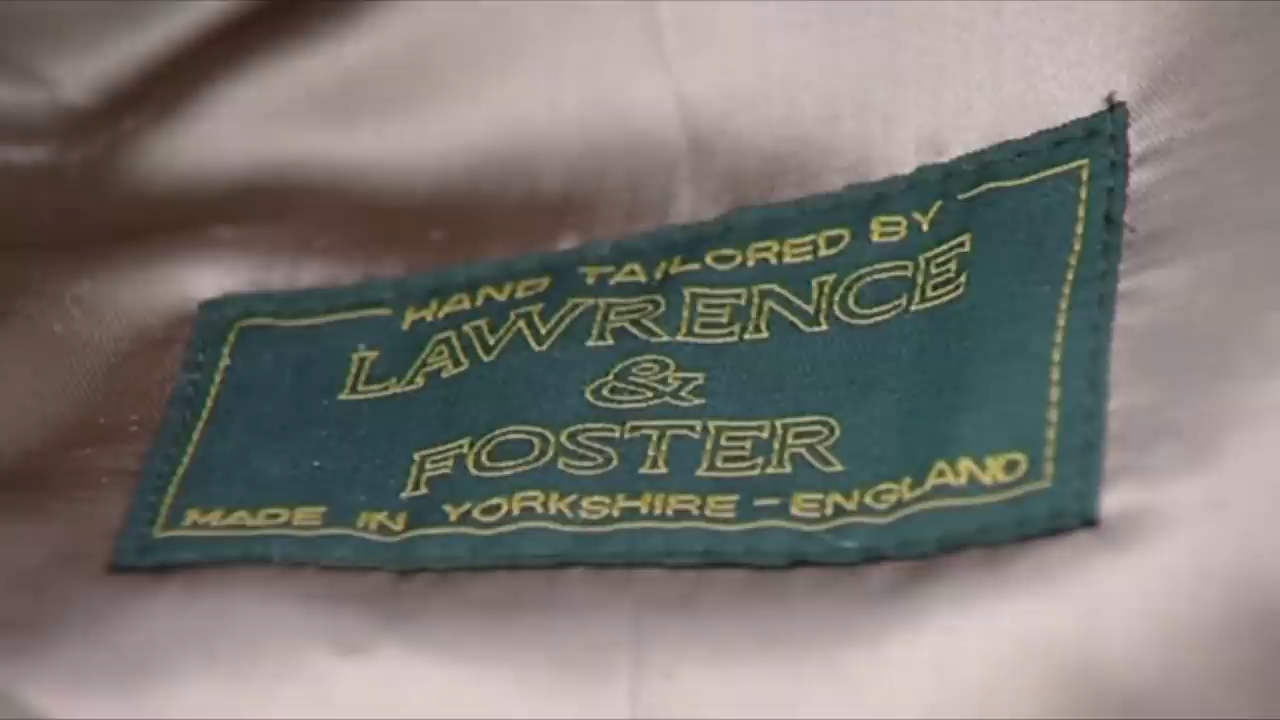 HAND TAILORED BY
LAWRENCE
&
FOSTER
MADE IN YORKSHIRE - ENGLAND